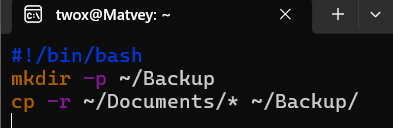 twox@Matvey: ~
#!/bin/bash
mkdir -p ~/Backup
cp -r ~/Documents/* ~/Backup/